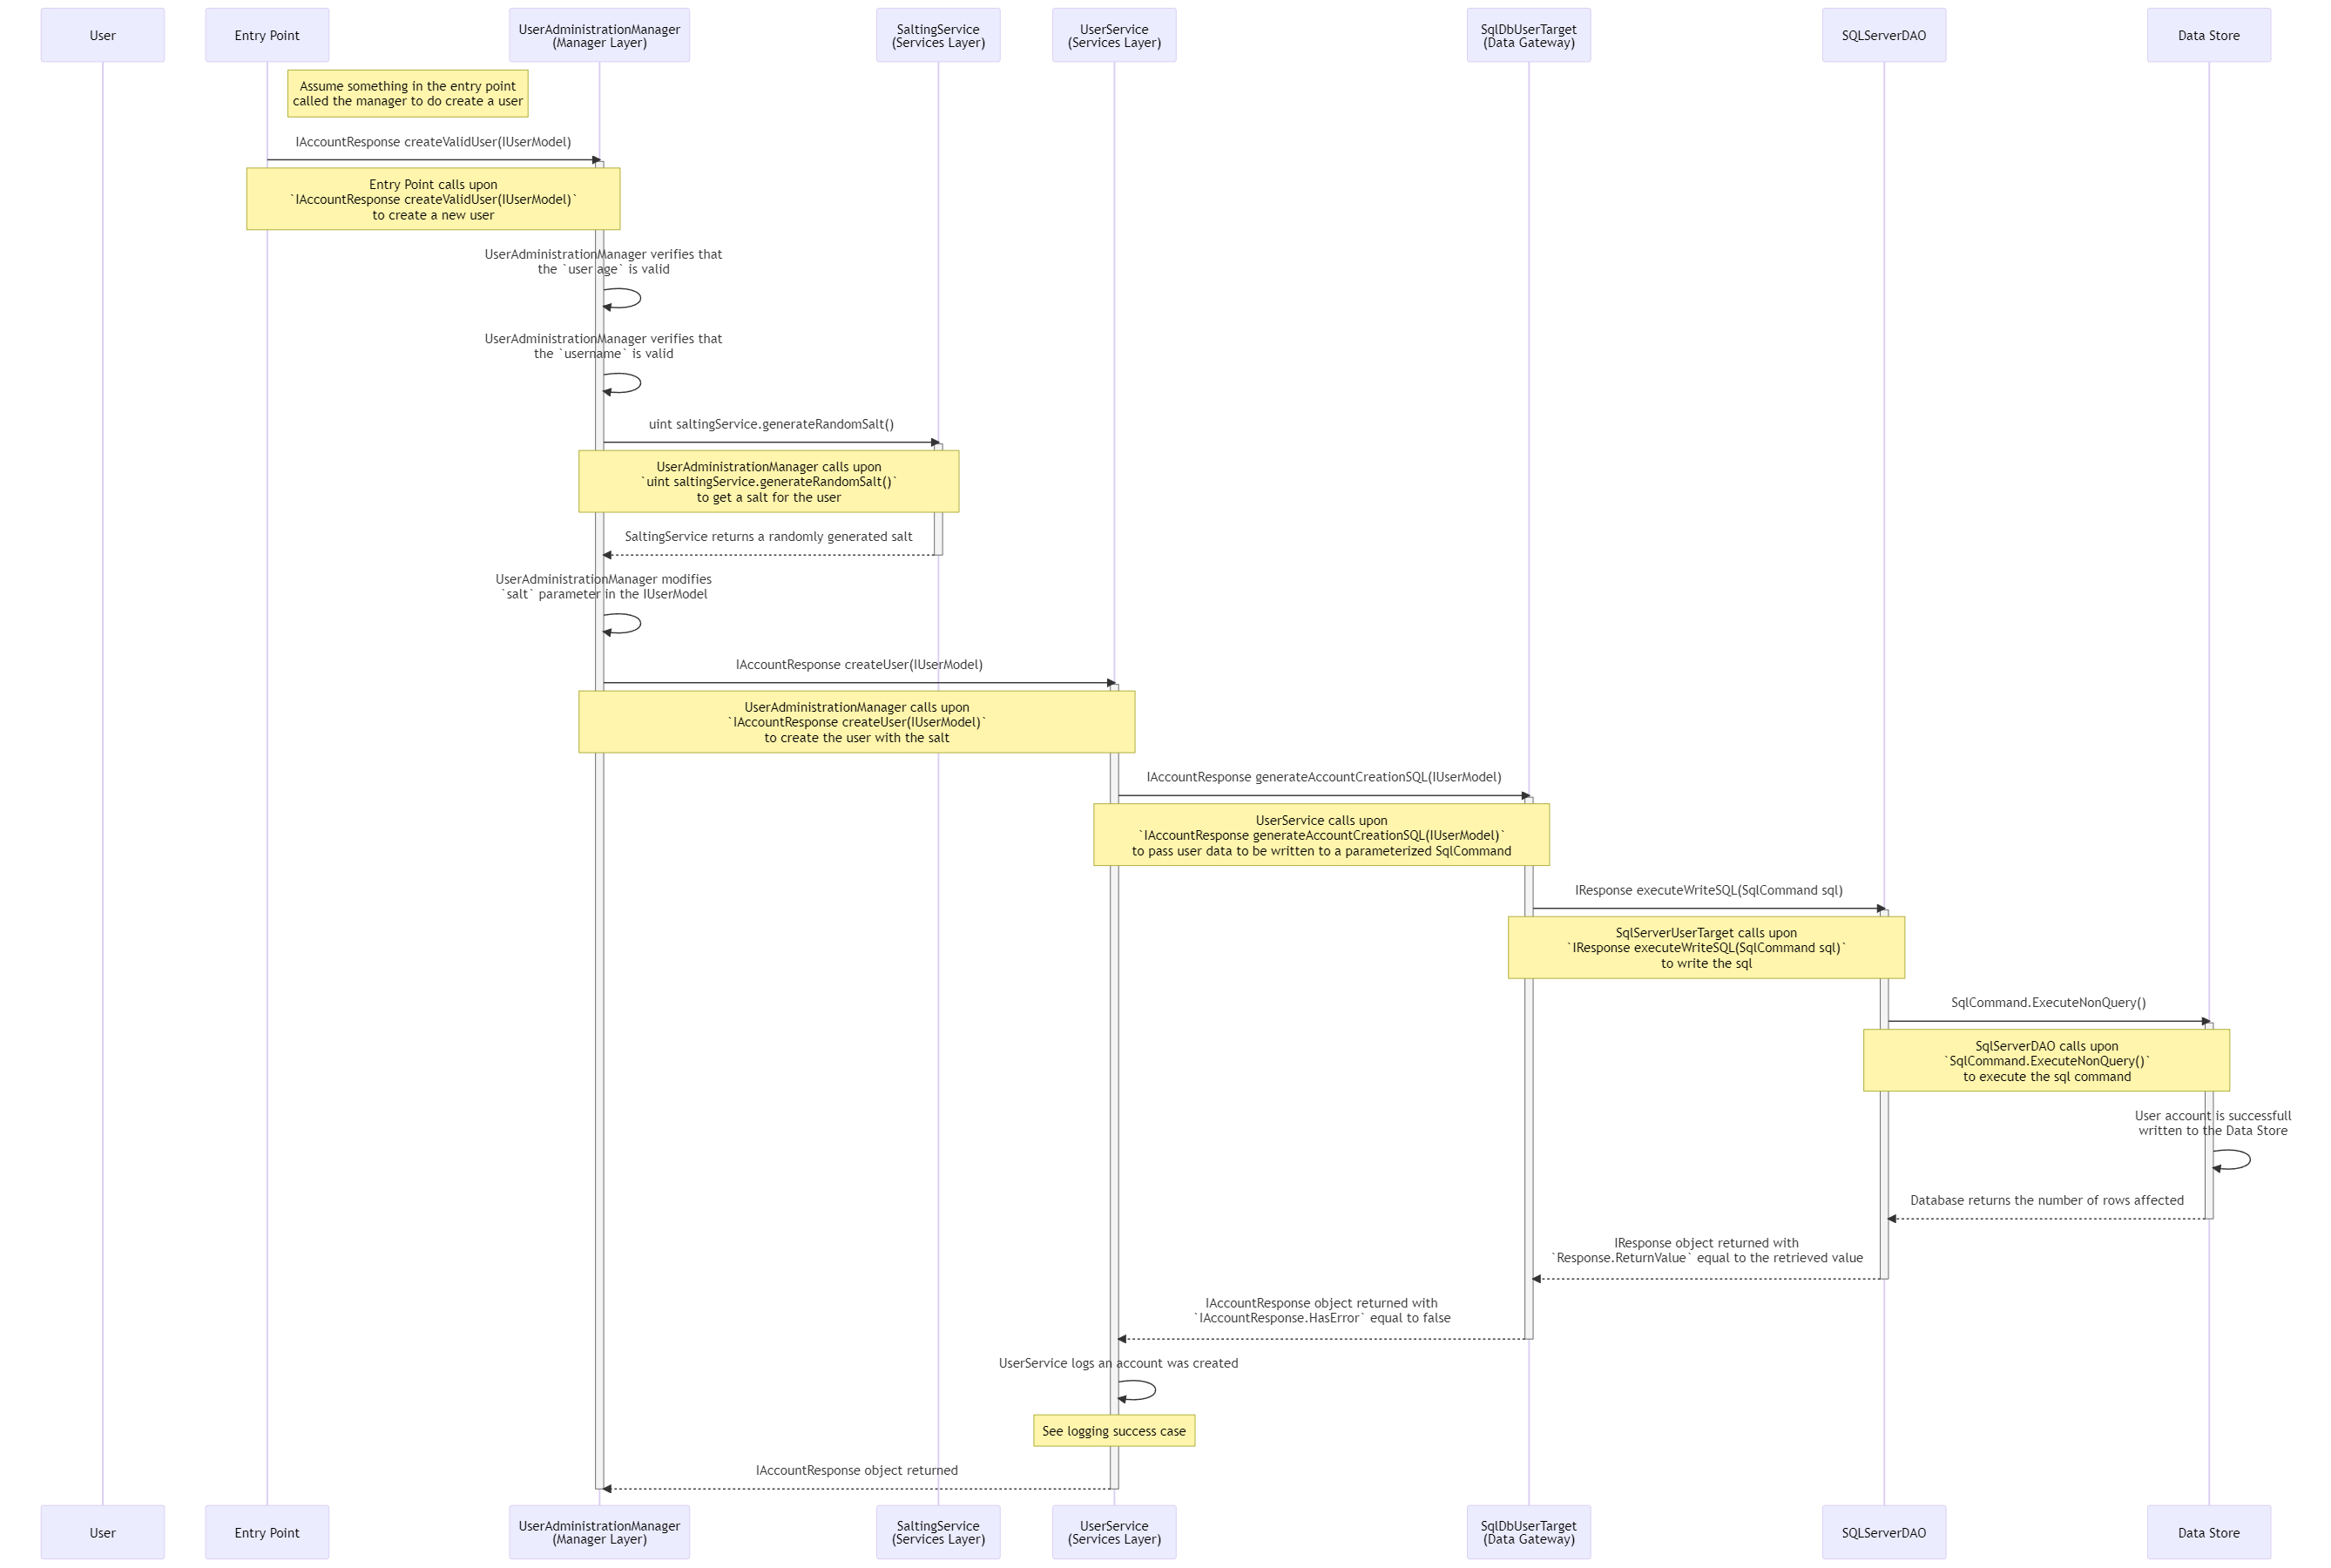 User
Entry Point
UserAdministrationManager
(Manager Layer)
SaltingService
(Services Layer)
UserService
(Services Layer)
SqlDbUserTarget
(Data Gateway)
SQLServerDAO
Data Store
Assume something in the entry point
called the manager to do create a user
IAccountResponse createValidUser(IUserModel)
Entry Point calls upon
`IAccountResponse createValidUser(IUserModel)`
to create a new user
UserAdministrationManager verifies that
the `user age` is valid
UserAdministrationManager verifies that
the `username` is valid
uint saltingService.generateRandomSalt()
UserAdministrationManager calls upon
`uint saltingService.generateRandomSalt()`
to get a salt for the user
SaltingService returns a randomly generated salt
UserAdministrationManager modifies
`salt` parameter in the IUserModel
IAccountResponse createUser(IUserModel)
UserAdministrationManager calls upon
`IAccountResponse createUser(IUserModel)`
to create the user with the salt
IAccountResponse generateAccountCreationSQL(IUserModel)
UserService calls upon
`IAccountResponse generateAccountCreationSQL(IUserModel)`
to pass user data to be written to a parameterized SqlCommand
IResponse executeWriteSQL(SqlCommand sql)
SqlServerUserTarget calls upon
`IResponse executeWriteSQL(SqlCommand sql)`
to write the sql
SqlCommand.ExecuteNonQuery()
SqlServerDAO calls upon
`SqlCommand.ExecuteNonQuery()`
to execute the sql command
User account is successfull
written to the Data Store
Database returns the number of rows affected
IResponse object returned with
`Response.ReturnValue` equal to the retrieved value
IAccountResponse object returned with
`IAccountResponse.HasError` equal to false
UserService logs an account was created
See logging success case
IAccountResponse object returned
User
Entry Point
UserAdministrationManager
(Manager Layer)
SaltingService
(Services Layer)
UserService
(Services Layer)
SqlDbUserTarget
(Data Gateway)
SQLServerDAO
Data Store